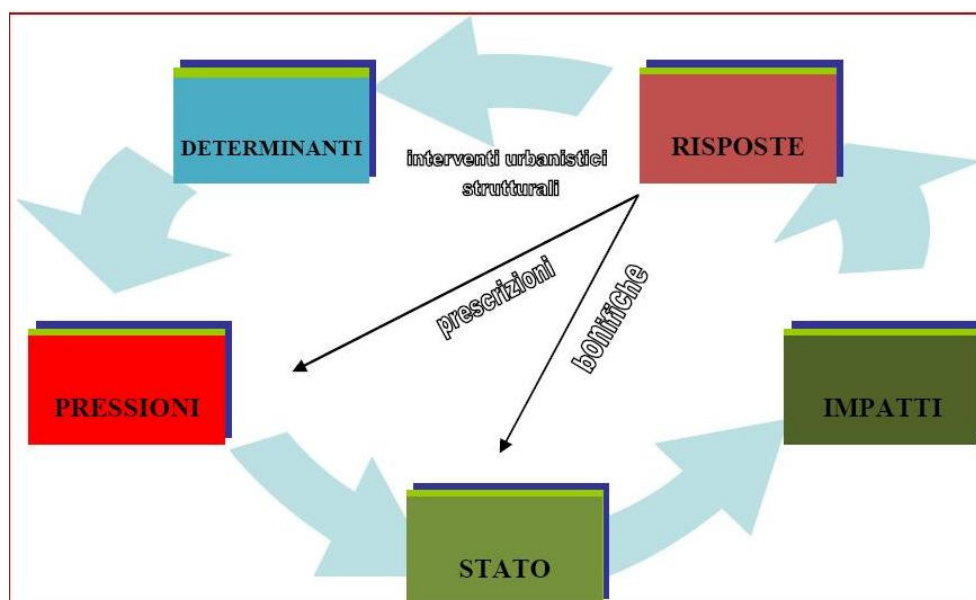 DETERMINANTI
RISPOSTE
interventi urbanistici
strutturali
prescrizioni
bonifiche
PRESSIONI
IMPATTI
STATO